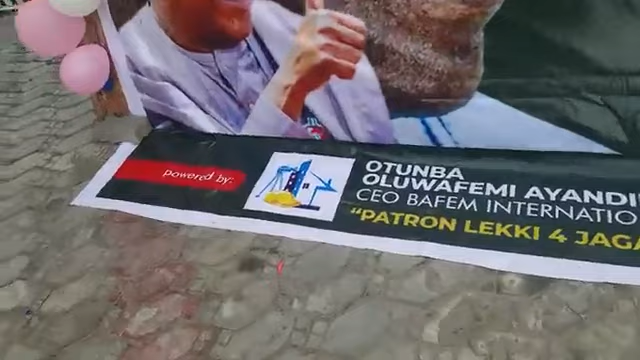 powered by:
OTUNBA
OLUWAFEMI AYANDI
CEO BAFEM INTERNATIO
"PATRON LEKKI 4 JAGA